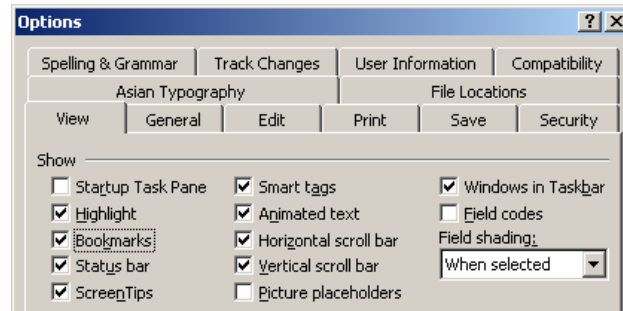 Options
Spelling & Grammar Track Changes User Information Compatibility
Asian Typography File Locations
View General Edit Print Save Security
Show
Startup Task Pane Smart tags Windows in Taskbar
Highlight Animated text Field codes
Bookmarks Horizontal scroll bar Field shading:
Status bar Vertical scroll bar When selected
ScreenTips Picture placeholders